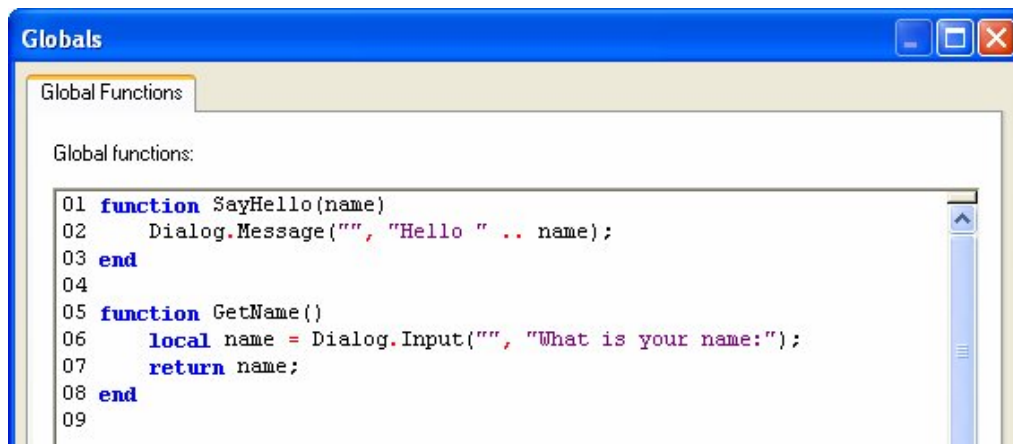 Globals
Global Functions
Global functions:
01 function SayHello(name)
02     Dialog.Message("", "Hello " .. name);
03 end
04
05 function GetName()
06     local name = Dialog.Input("", "What is your name:");
07     return name;
08 end
09